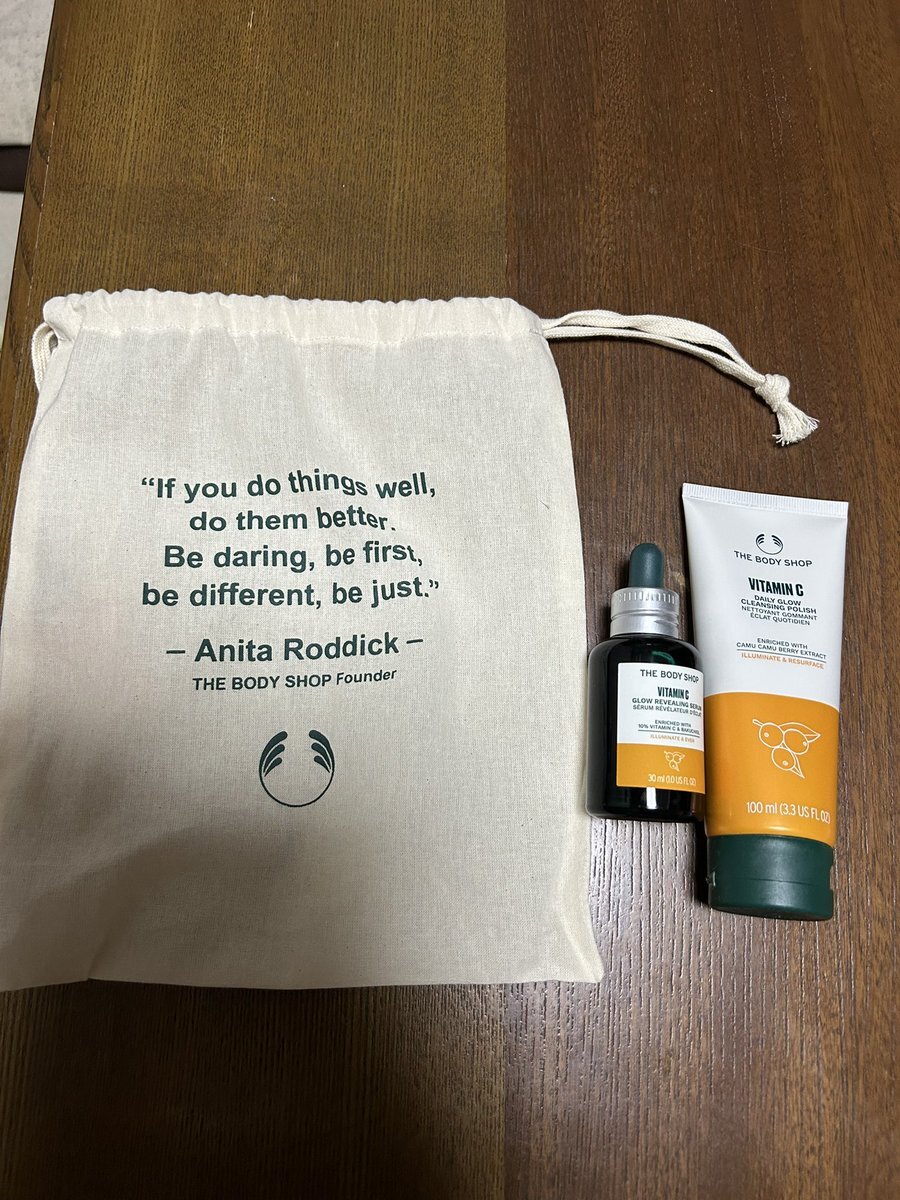 “If you do things well,
do them better.
Be daring, be first,
be different, be just.”
– Anita Roddick –
THE BODY SHOP Founder
THE BODY SHOP
VITAMIN C
GLOW REVEALING SERUM
SÉRUM RÉVÉLATEUR D'ÉCLAT
ENRICHED WITH
10% VITAMIN C & BAKUCHIOL
ILLUMINATE & EVEN
30 ml (1.0 US FL OZ)
THE BODY SHOP
VITAMIN C
DAILY GLOW
CLEANSING POLISH
NETTOYANT GOMMANT
ÉCLAT QUOTIDIEN
ENRICHED WITH
CAMU CAMU BERRY EXTRACT
ILLUMINATE & RESURFACE
100 ml (3.3 US FL OZ)